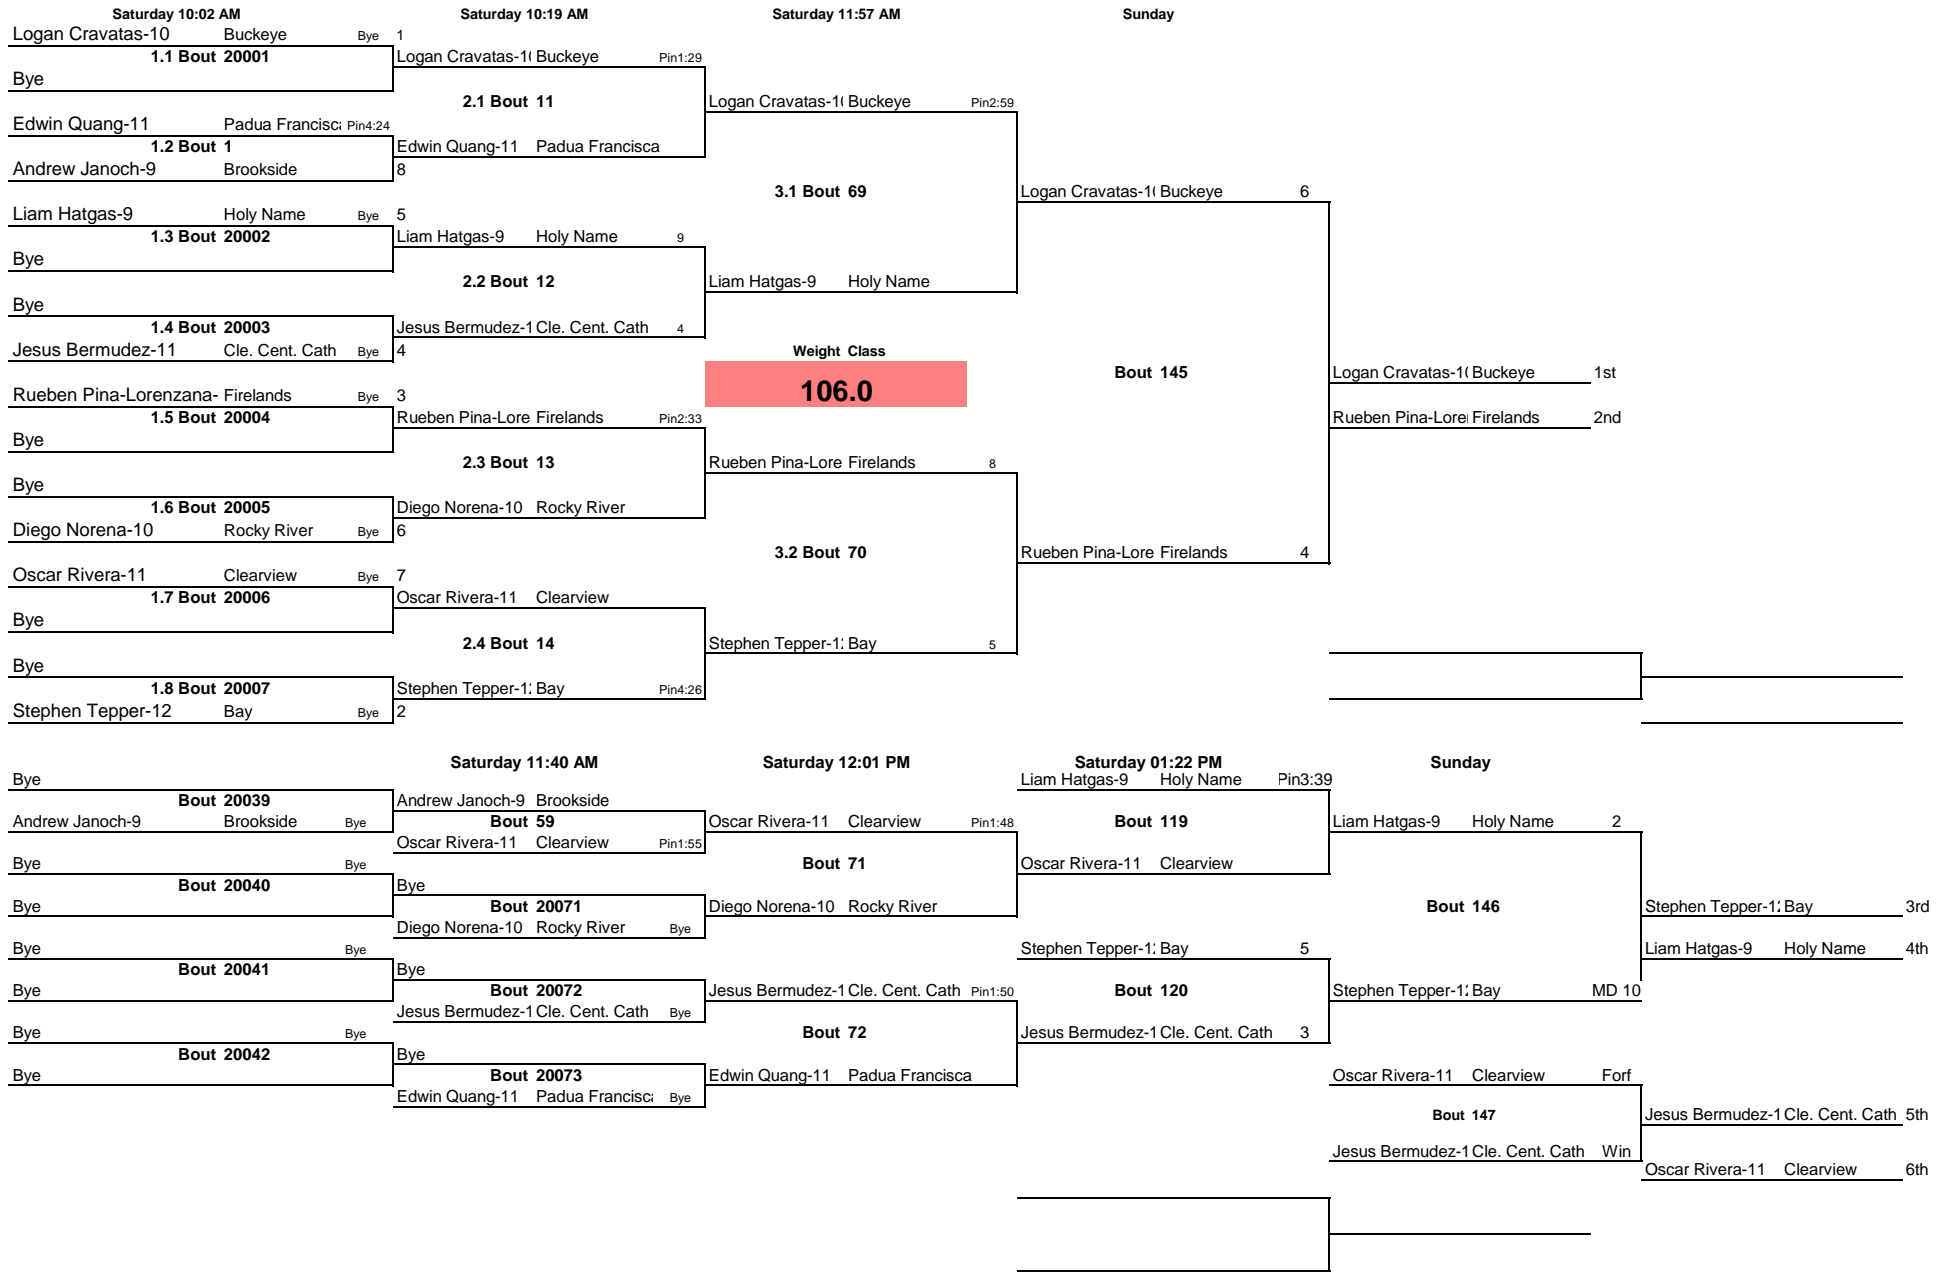 Saturday 10:02 AM Saturday 10:19 AM Saturday 11:57 AM Sunday
Logan Cravatas-10 Buckeye Bye 1
1.1 Bout 20001 Logan Cravatas-1( Buckeye Pin1:29
Bye
2.1 Bout 11 Logan Cravatas-1( Buckeye Pin2:59
Edwin Quang-11 Padua Francisc Pin4:24
1.2 Bout 1 Edwin Quang-11 Padua Francisca
Andrew Janoch-9 Brookside 8
3.1 Bout 69 Logan Cravatas-1( Buckeye 6
Liam Hatgas-9 Holy Name Bye 5
1.3 Bout 20002 Liam Hatgas-9 Holy Name 9
Bye
2.2 Bout 12 Liam Hatgas-9 Holy Name
Bye
1.4 Bout 20003 Jesus Bermudez-1 Cle. Cent. Cath 4
Jesus Bermudez-11 Cle. Cent. Cath Bye 4 Weight Class
Bout 145 Logan Cravatas-1( Buckeye 1st
Rueben Pina-Lorenzana- Firelands Bye 3 106.0
1.5 Bout 20004 Rueben Pina-Lore Firelands Pin2:33 Rueben Pina-Lore Firelands 2nd
Bye
2.3 Bout 13 Rueben Pina-Lore Firelands 8
Bye
1.6 Bout 20005 Diego Norena-10 Rocky River
Diego Norena-10 Rocky River Bye 6
3.2 Bout 70 Rueben Pina-Lore Firelands 4
Oscar Rivera-11 Clearview Bye 7
1.7 Bout 20006 Oscar Rivera-11 Clearview
Bye
2.4 Bout 14 Stephen Tepper-1 Bay 5
Bye
1.8 Bout 20007 Stephen Tepper-1 Bay Pin4:26
Stephen Tepper-12 Bay Bye 2
Saturday 11:40 AM Saturday 12:01 PM Saturday 01:22 PM Sunday
Bye Liam Hatgas-9 Holy Name Pin3:39
Bout 20039 Andrew Janoch-9 Brookside
Andrew Janoch-9 Brookside Bye Bout 59 Oscar Rivera-11 Clearview Pin1:48 Bout 119 Liam Hatgas-9 Holy Name 2
Oscar Rivera-11 Clearview Pin1:55
Bye Bye Bout 71 Oscar Rivera-11 Clearview
Bout 20040 Bye
Bye Bout 20071 Diego Norena-10 Rocky River Bout 146 Stephen Tepper-1 Bay 3rd
Diego Norena-10 Rocky River Bye
Bye Bye Stephen Tepper-1 Bay 5 Liam Hatgas-9 Holy Name 4th
Bout 20041 Bye
Bye Bout 20072 Jesus Bermudez-1 Cle. Cent. Cath Pin1:50 Bout 120 Stephen Tepper-1 Bay MD 10
Jesus Bermudez-1 Cle. Cent. Cath Bye
Bye Bye Bout 72 Jesus Bermudez-1 Cle. Cent. Cath 3
Bout 20042 Bye
Bye Bout 20073 Edwin Quang-11 Padua Francisca Oscar Rivera-11 Clearview Forf
Edwin Quang-11 Padua Francisc Bye
Bout 147 Jesus Bermudez-1 Cle. Cent. Cath 5th
Jesus Bermudez-1 Cle. Cent. Cath Win
Oscar Rivera-11 Clearview 6th